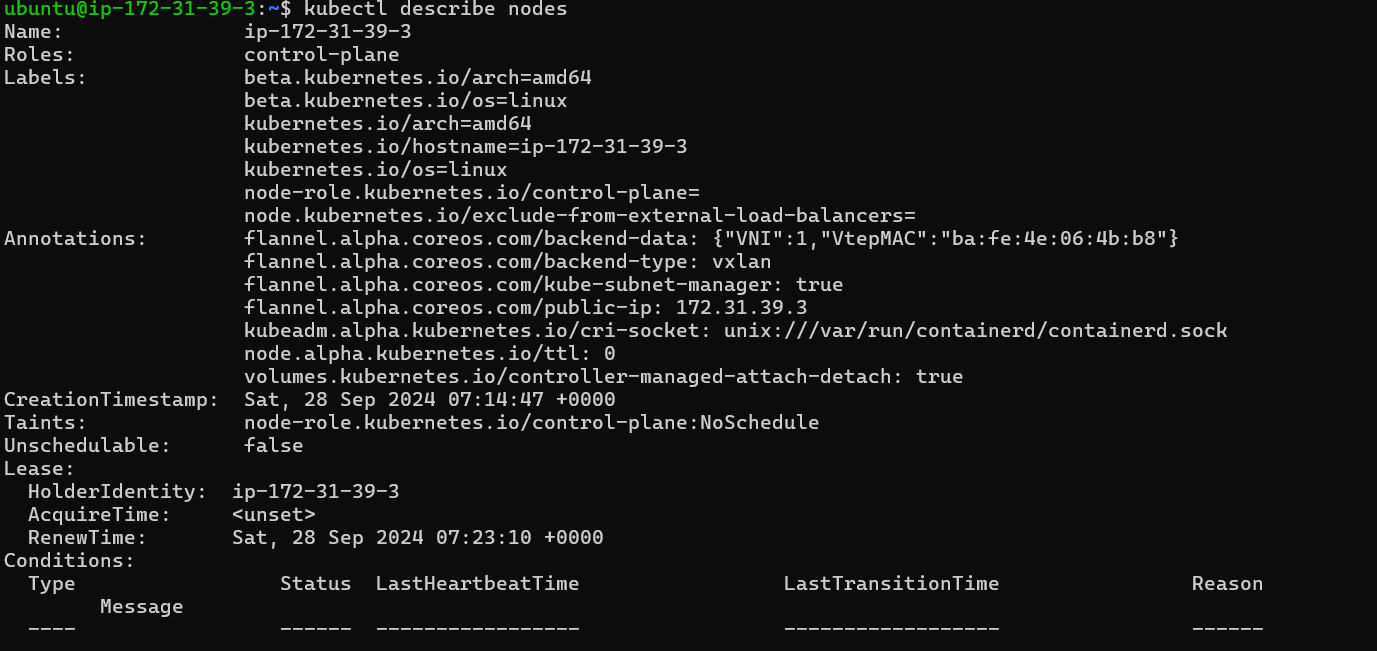 ubuntu@ip-172-31-39-3:~$ kubectl describe nodes
Name:               ip-172-31-39-3
Roles:              control-plane
Labels:             beta.kubernetes.io/arch=amd64
                    beta.kubernetes.io/os=linux
                    kubernetes.io/arch=amd64
                    kubernetes.io/hostname=ip-172-31-39-3
                    kubernetes.io/os=linux
                    node-role.kubernetes.io/control-plane=
                    node.kubernetes.io/exclude-from-external-load-balancers=
Annotations:        flannel.alpha.coreos.com/backend-data: {"VNI":1,"VtepMAC":"ba:fe:4e:06:4b:b8"}
                    flannel.alpha.coreos.com/backend-type: vxlan
                    flannel.alpha.coreos.com/kube-subnet-manager: true
                    flannel.alpha.coreos.com/public-ip: 172.31.39.3
                    kubeadm.alpha.kubernetes.io/cri-socket: unix:///var/run/containerd/containerd.sock
                    node.alpha.kubernetes.io/ttl: 0
                    volumes.kubernetes.io/controller-managed-attach-detach: true
CreationTimestamp:  Sat, 28 Sep 2024 07:14:47 +0000
Taints:             node-role.kubernetes.io/control-plane:NoSchedule
Unschedulable:      false
Lease:
  HolderIdentity:  ip-172-31-39-3
  AcquireTime:     <unset>
  RenewTime:       Sat, 28 Sep 2024 07:23:10 +0000
Conditions:
  Type                 Status  LastHeartbeatTime                 LastTransitionTime                Reason
        Message
  ----                 ------  -----------------                 ------------------                ------